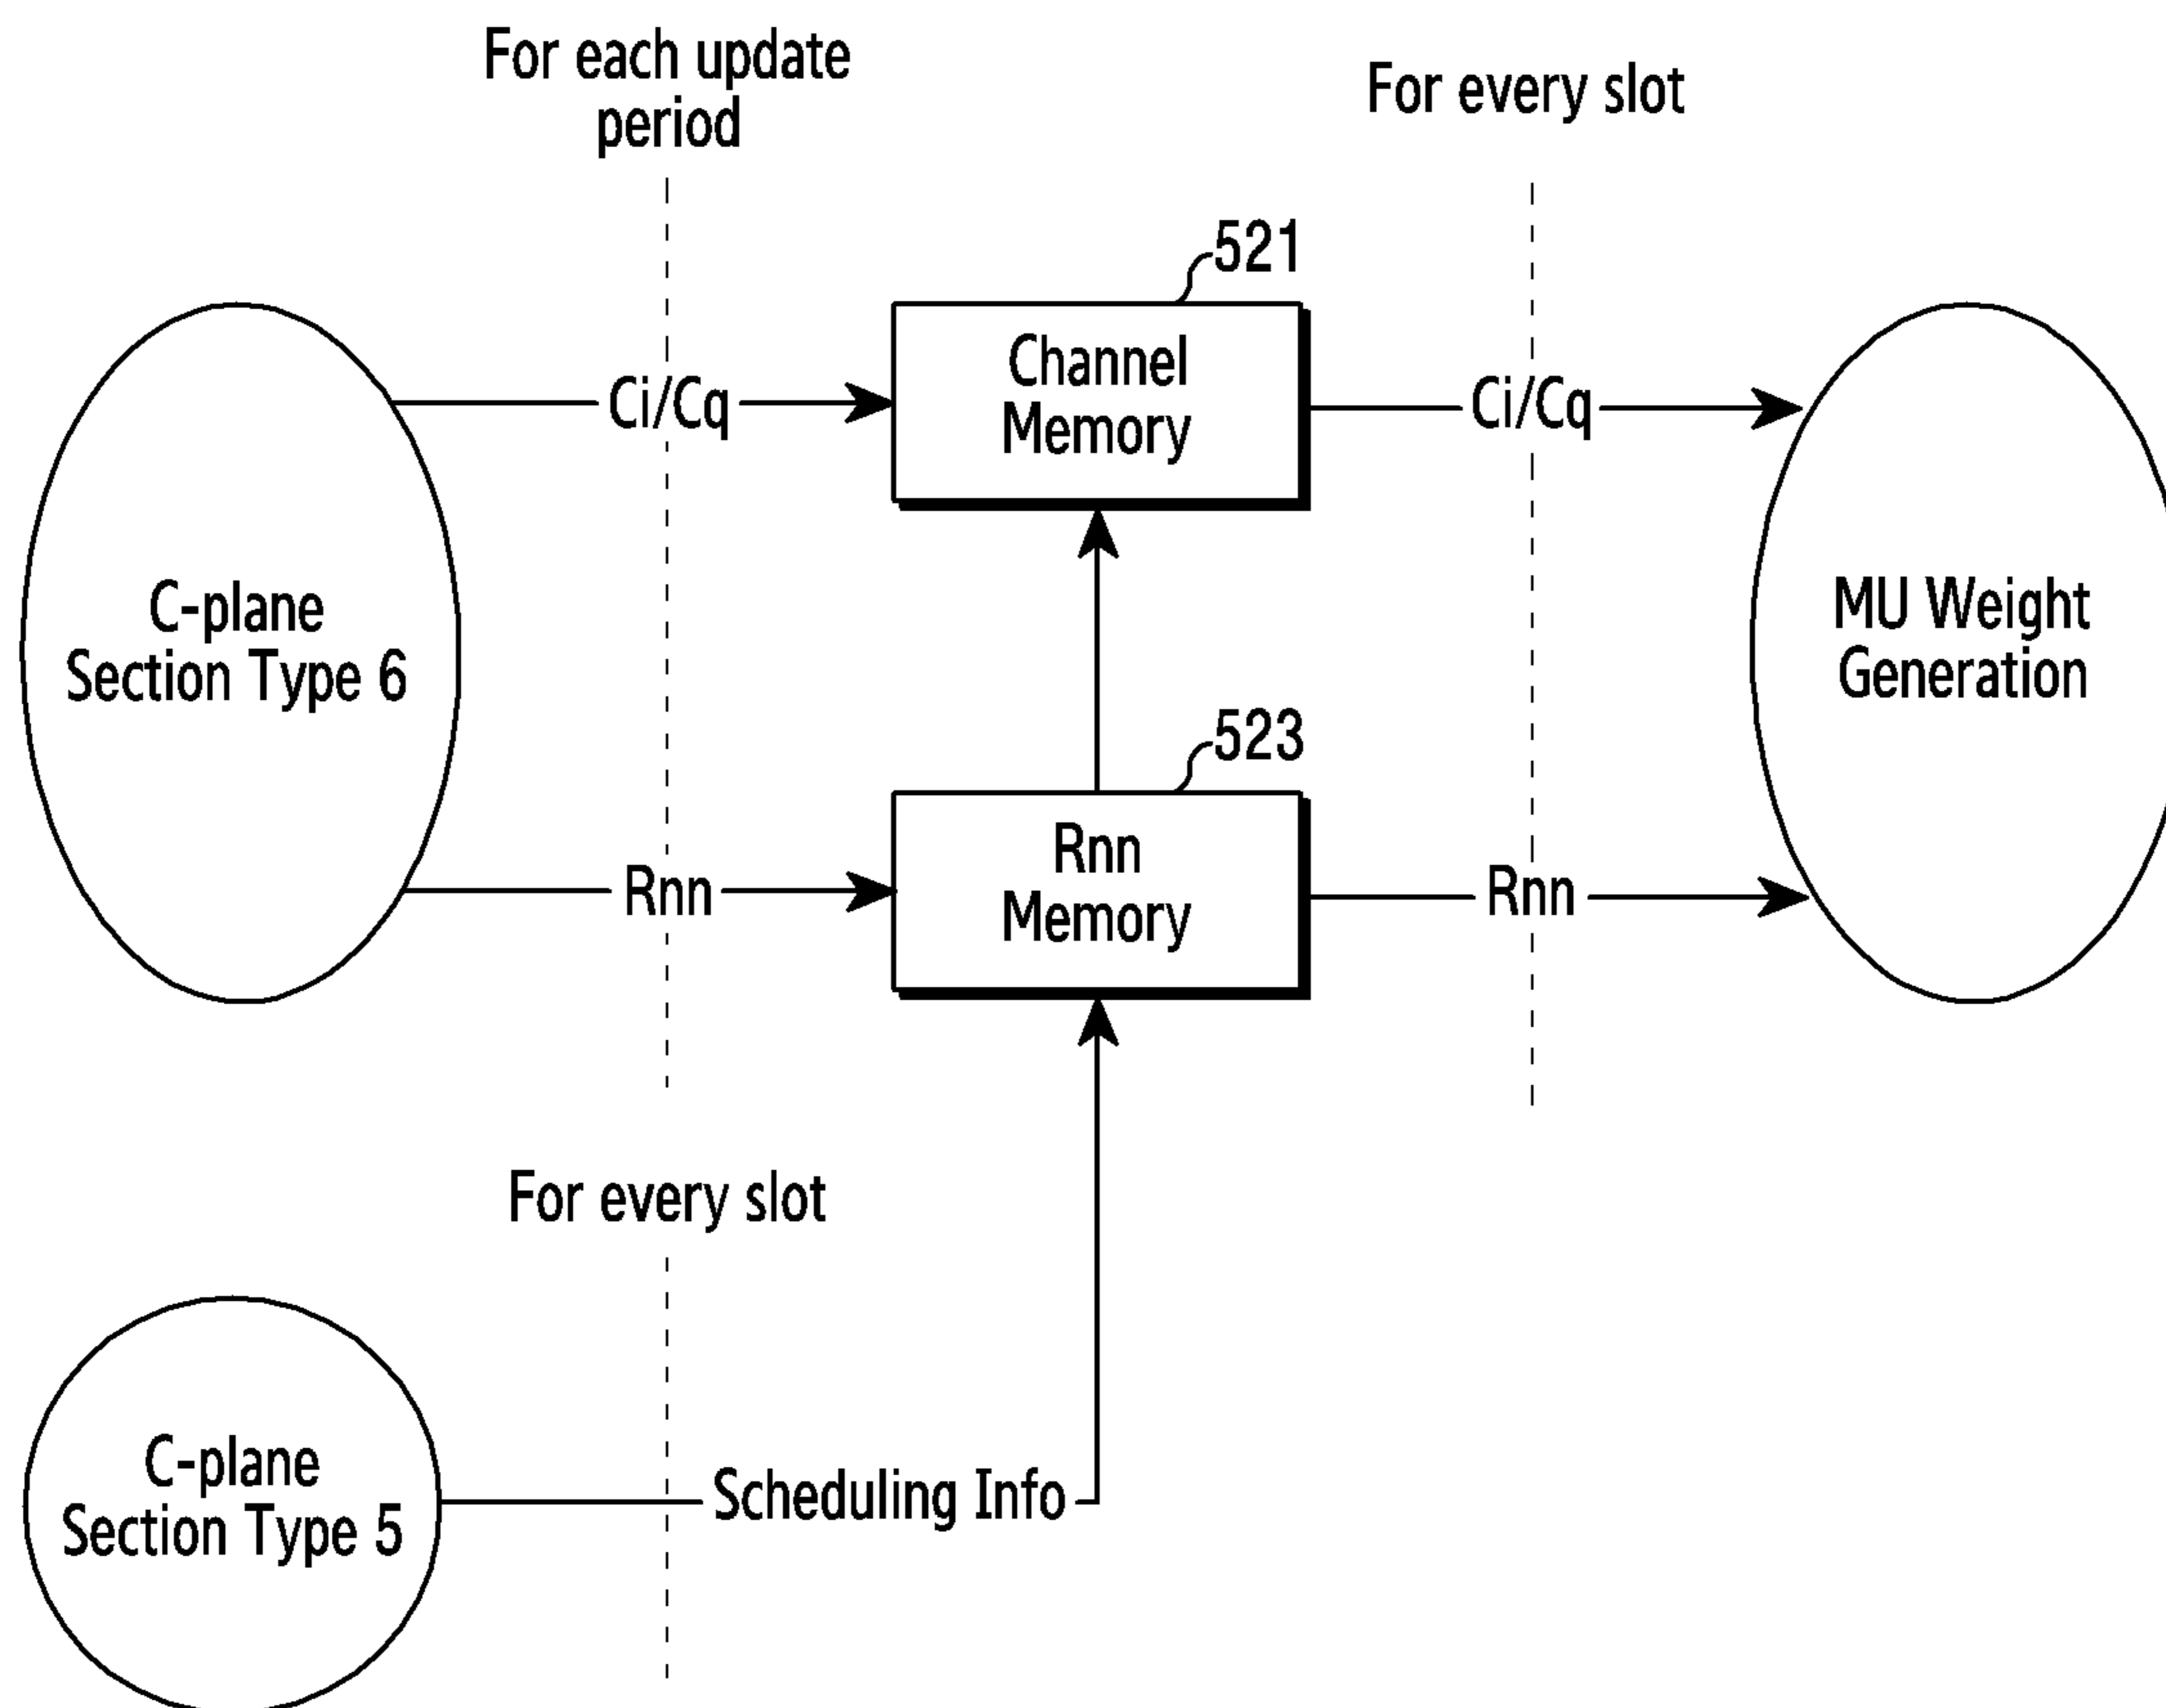 For each update
period
For every slot
521
Channel
Memory
Ci/Cq
Ci/Cq
C-plane
Section Type 6
MU Weight
Generation
523
Rnn
Memory
Rnn
Rnn
For every slot
C-plane
Section Type 5
Scheduling Info